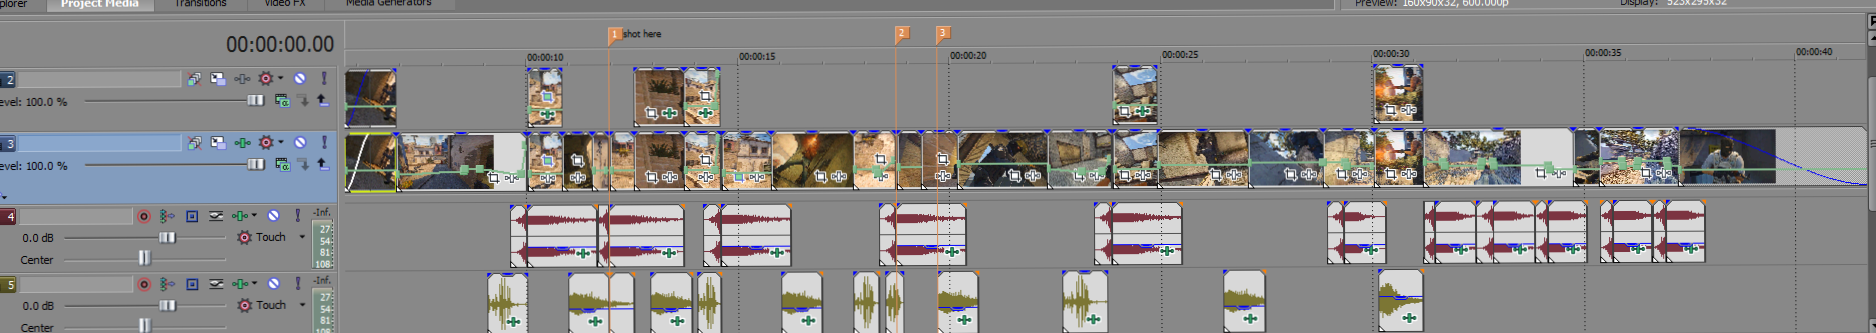 plorer Project Media Transitions Video FX Media Generators Preview: 160x90x32, 600.000p Display: 523x295x32
00:00:00.00
1 shot here 2 3
00:00:10 00:00:15 00:00:20 00:00:25 00:00:30 00:00:35 00:00:40
2
evel: 100.0 %
3
evel: 100.0 %
4 -Inf.
0.0 dB Touch
Center
27
54
81
108
5 -Inf.
0.0 dB Touch
Center
27
54
81
108